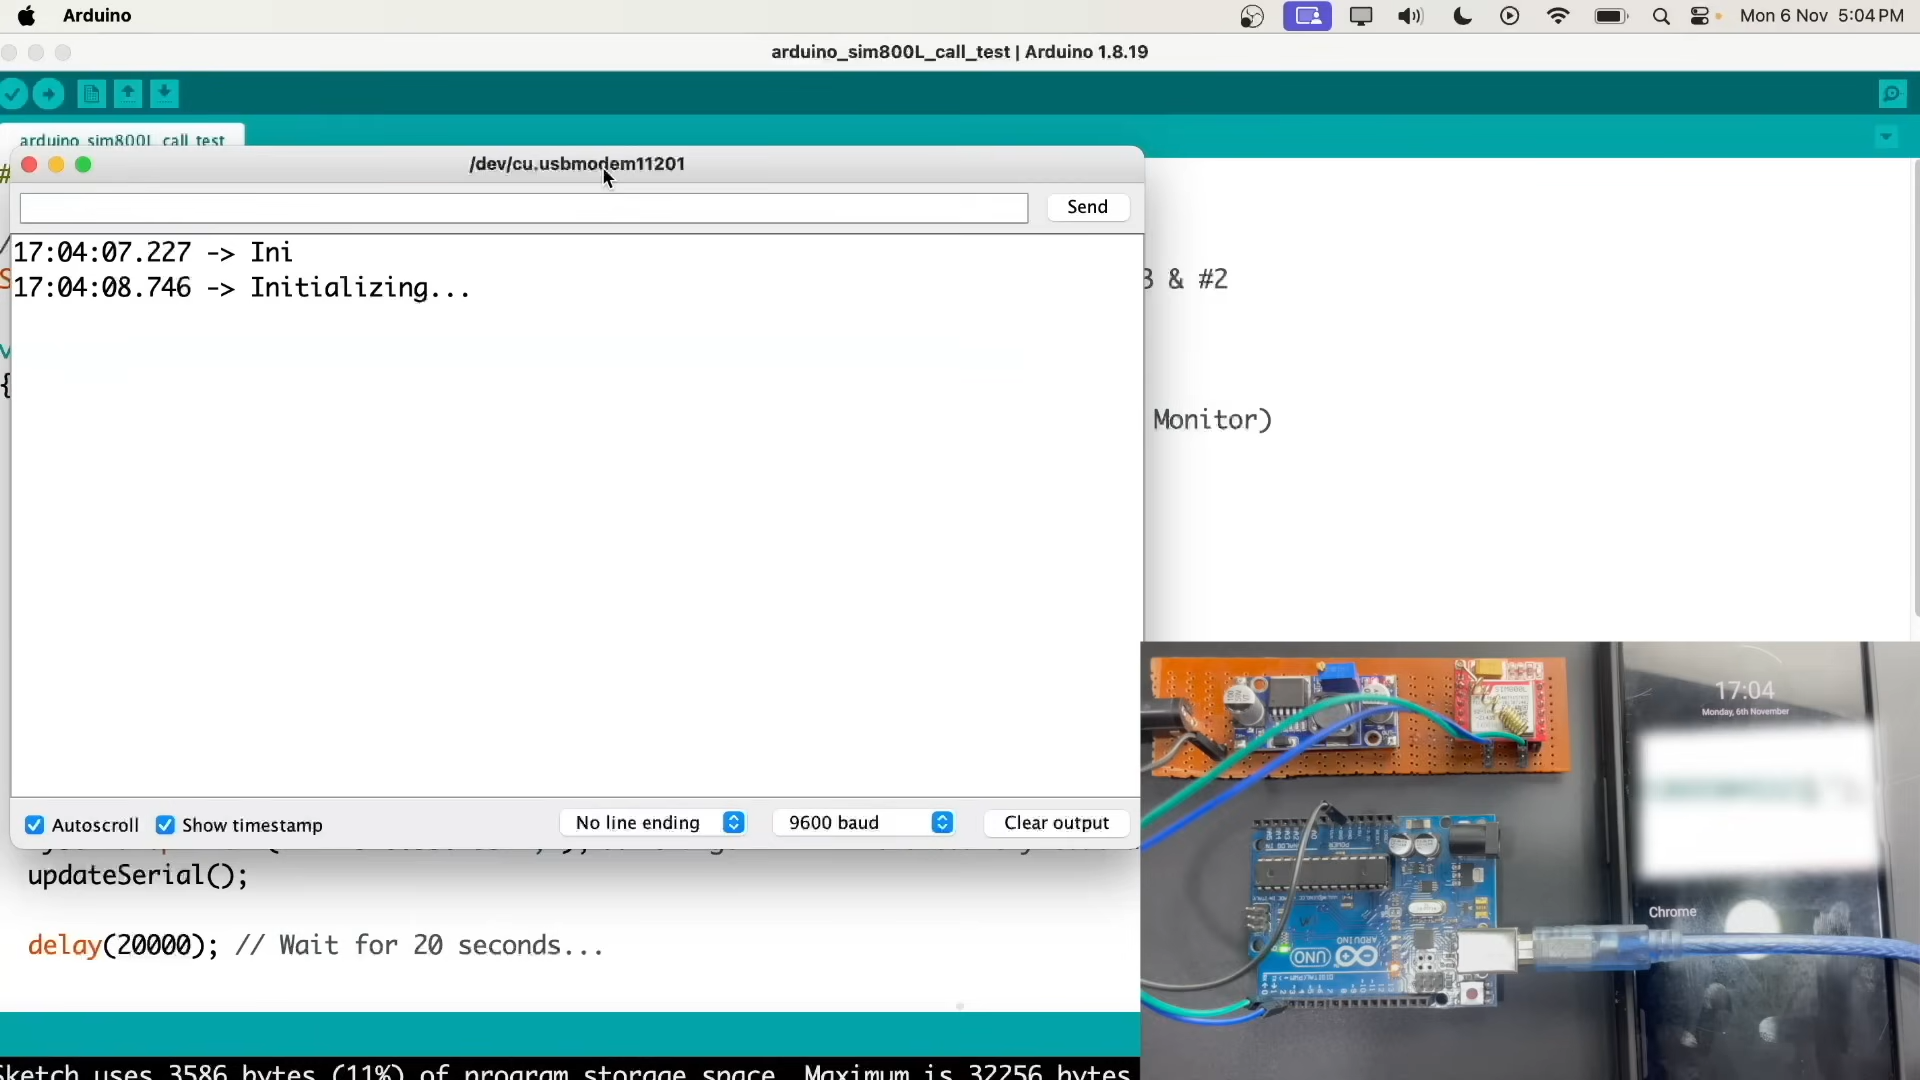 Arduino
Mon 6 Nov 5:04 PM
arduino_sim800L_call_test | Arduino 1.8.19
arduino_sim800L_call_test
/dev/cu.usbmodem11201
Send
17:04:07.227 -> Ini
17:04:08.746 -> Initializing...
3 & #2
Monitor)
Autoscroll
Show timestamp
No line ending
9600 baud
Clear output
updateSerial();
delay(20000); // Wait for 20 seconds...
Sketch uses 3586 bytes (11%) of program storage space. Maximum is 32256 bytes
SIM800L
17:04
Monday, 6th November
Chrome
ARDUINO
UNO